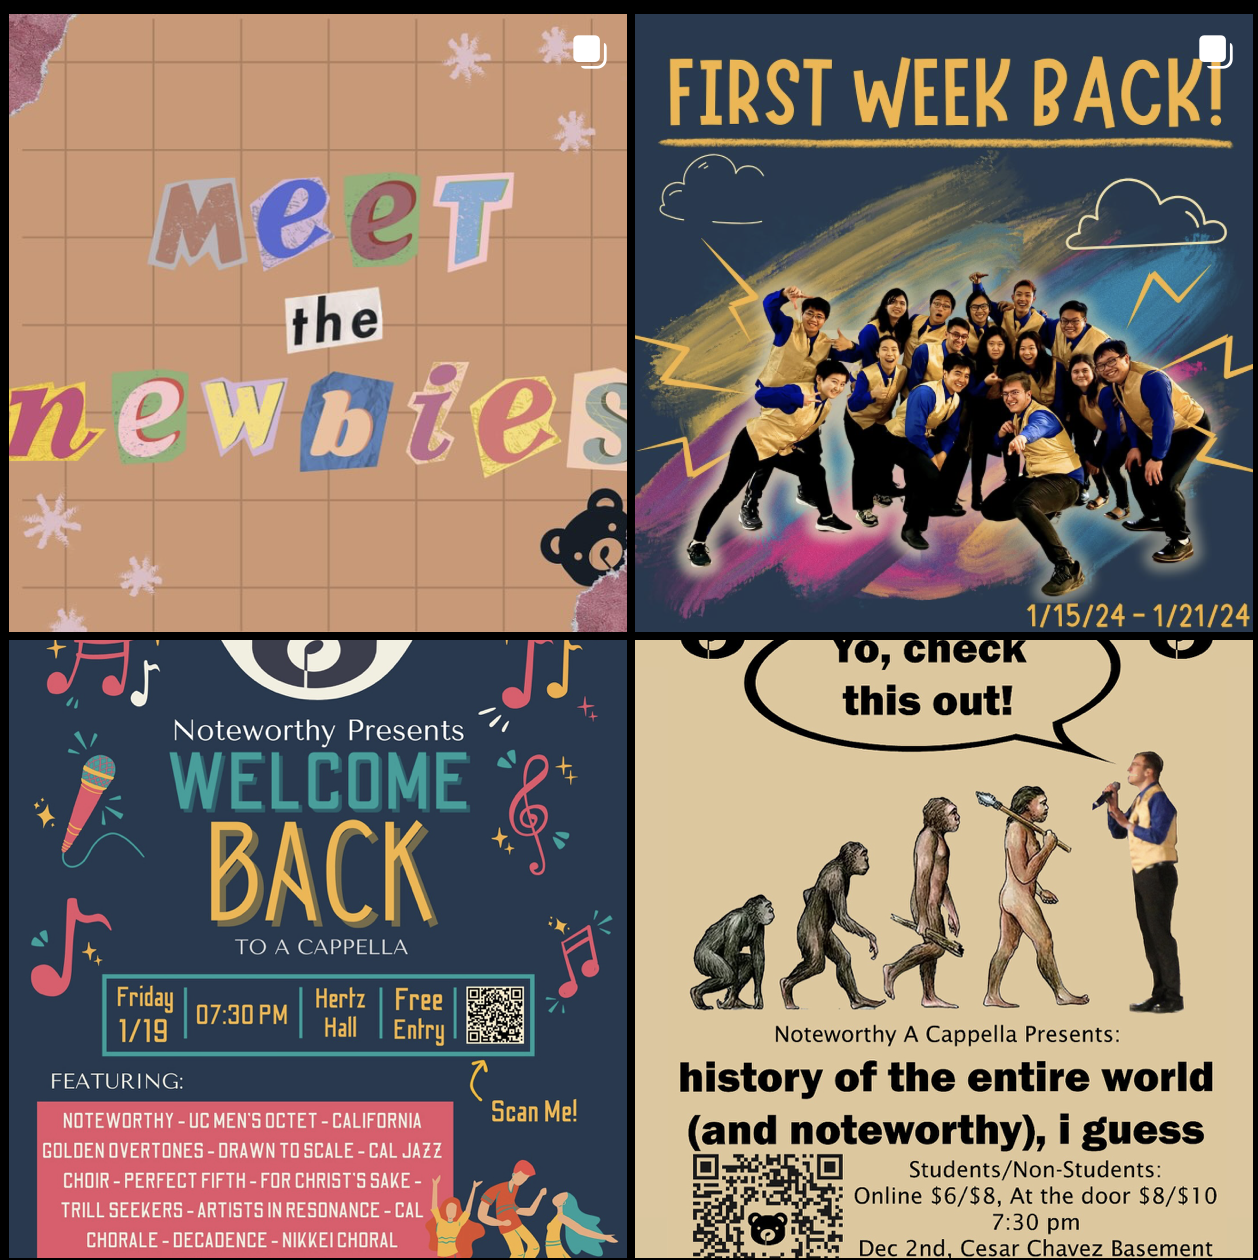 Meet
the
newbies
FIRST WEEK BACK!
1/15/24 - 1/21/24
Noteworthy Presents
WELCOME
BACK
TO A CAPPELLA
Friday
1/19
07:30 PM
Hertz
Hall
Free
Entry
Scan Me!
FEATURING:
NOTEWORTHY - UC MEN'S OCTET - CALIFORNIA
GOLDEN OVERTONES - DRAWN TO SCALE - CAL JAZZ
CHOIR - PERFECT FIFTH - FOR CHRIST'S SAKE -
TRILL SEEKERS - ARTISTS IN RESONANCE - CAL
CHORALE - DECADENCE - NIKKEI CHORAL
Yo, check
this out!
Noteworthy A Cappella Presents:
history of the entire world
(and noteworthy), i guess
Students/Non-Students:
Online $6/$8, At the door $8/$10
7:30 pm
Dec 2nd, Cesar Chavez Basement